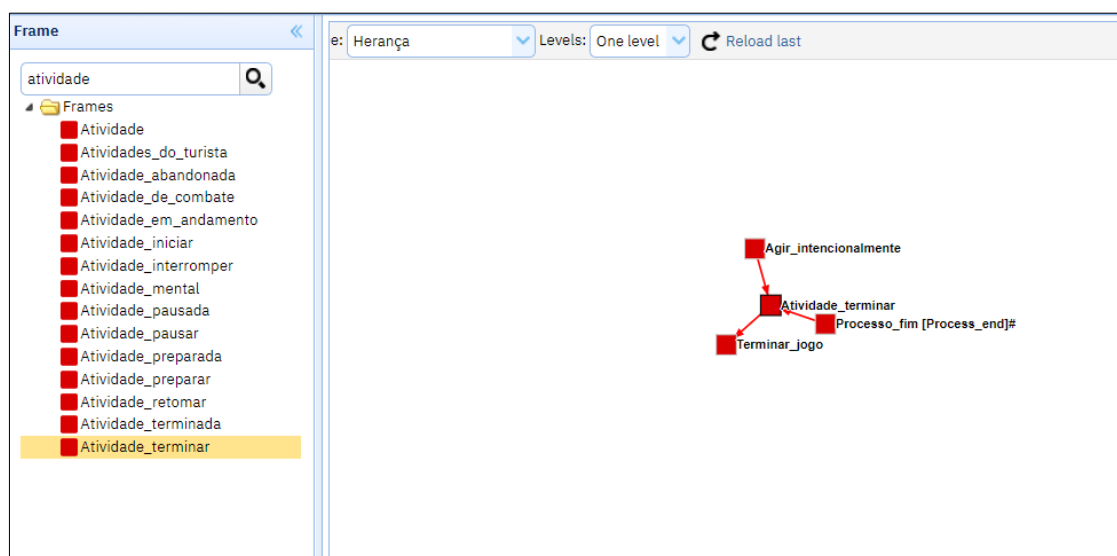 Frame
e: Herança Levels: One level Reload last
atividade
Frames
Atividade
Atividades_do_turista
Atividade_abandonada
Atividade_de_combate
Atividade_em_andamento
Atividade_iniciar
Atividade_interromper
Atividade_mental
Atividade_pausada
Atividade_pausar
Atividade_preparada
Atividade_preparar
Atividade_retomar
Atividade_terminada
Atividade_terminar
Agir_intencionalmente
Atividade_terminar
Processo_fim [Process_end]#
Terminar_jogo